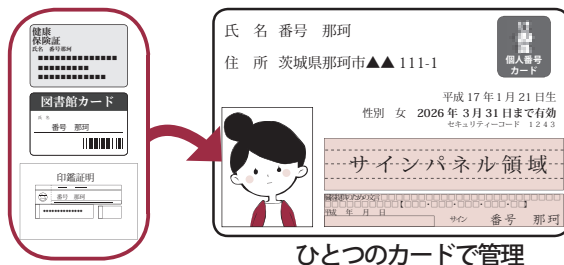 健康
保険証
氏名 番号那珂
図書館カード
氏 名
番号 那珂
印鑑証明
番号 那珂
氏 名 番号 那珂
住 所 茨城県那珂市▲▲ 111-1
個人番号
カード
平成 17 年 1 月 21 日生
性別 女 2026 年 3 月 31 日まで有効
セキュリティーコード 1243
サインパネル領域
年 月 日
サイン 番号 那珂
ひとつのカードで管理